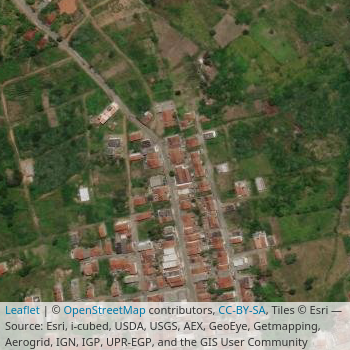 Leaflet | © OpenStreetMap contributors, CC-BY-SA, Tiles © Esri —
Source: Esri, i-cubed, USDA, USGS, AEX, GeoEye, Getmapping,
Aerogrid, IGN, IGP, UPR-EGP, and the GIS User Community